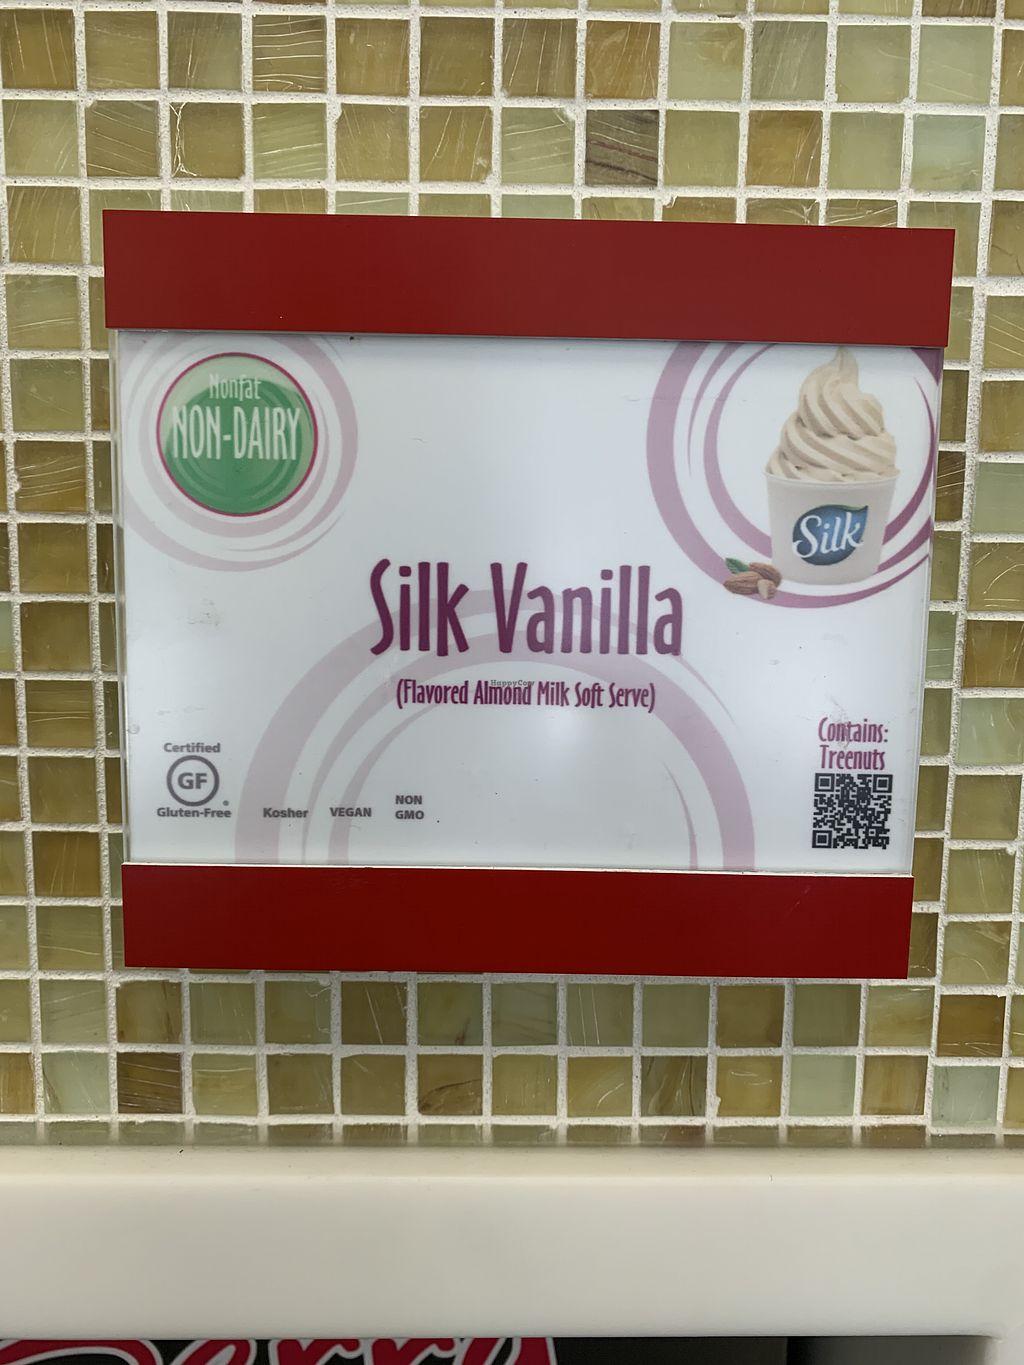 Nonfat
NON-DAIRY
Silk
Silk Vanilla
HappyCow
(Flavored Almond Milk Soft Serve)
Contains:
Treenuts
Certified
GF
Gluten-Free
Kosher
VEGAN
NON
GMO